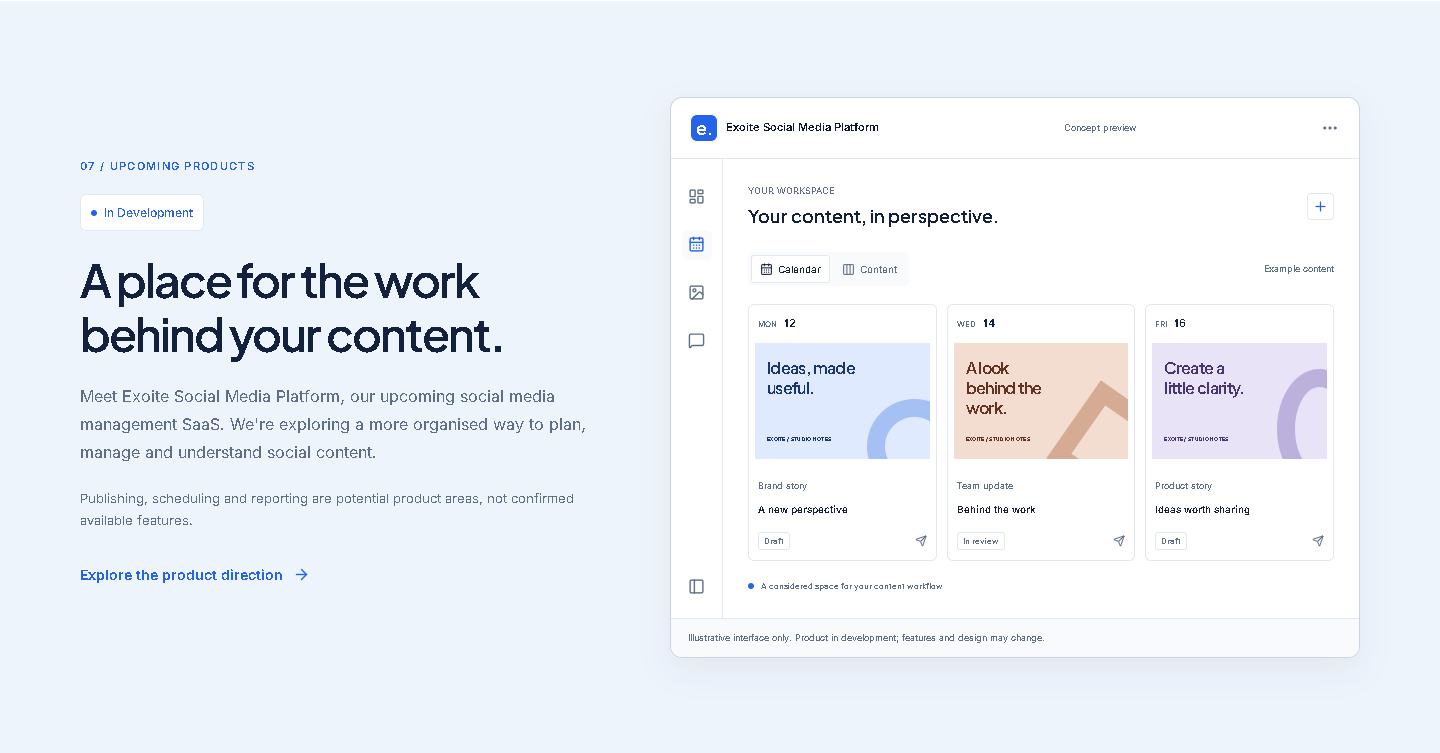 07 / UPCOMING PRODUCTS
In Development
A place for the work
behind your content.
Meet Exoite Social Media Platform, our upcoming social media
management SaaS. We're exploring a more organised way to plan,
manage and understand social content.
Publishing, scheduling and reporting are potential product areas, not confirmed
available features.
Explore the product direction
e. Exoite Social Media Platform
Concept preview
YOUR WORKSPACE
Your content, in perspective.
Calendar
Content
Example content
MON 12
Ideas, made
useful.
EXOITE / STUDIO NOTES
Brand story
A new perspective
Draft
WED 14
A look
behind the
work.
EXOITE / STUDIO NOTES
Team update
Behind the work
In review
FRI 16
Create a
little clarity.
EXOITE / STUDIO NOTES
Product story
Ideas worth sharing
Draft
A considered space for your content workflow
Illustrative interface only. Product in development; features and design may change.